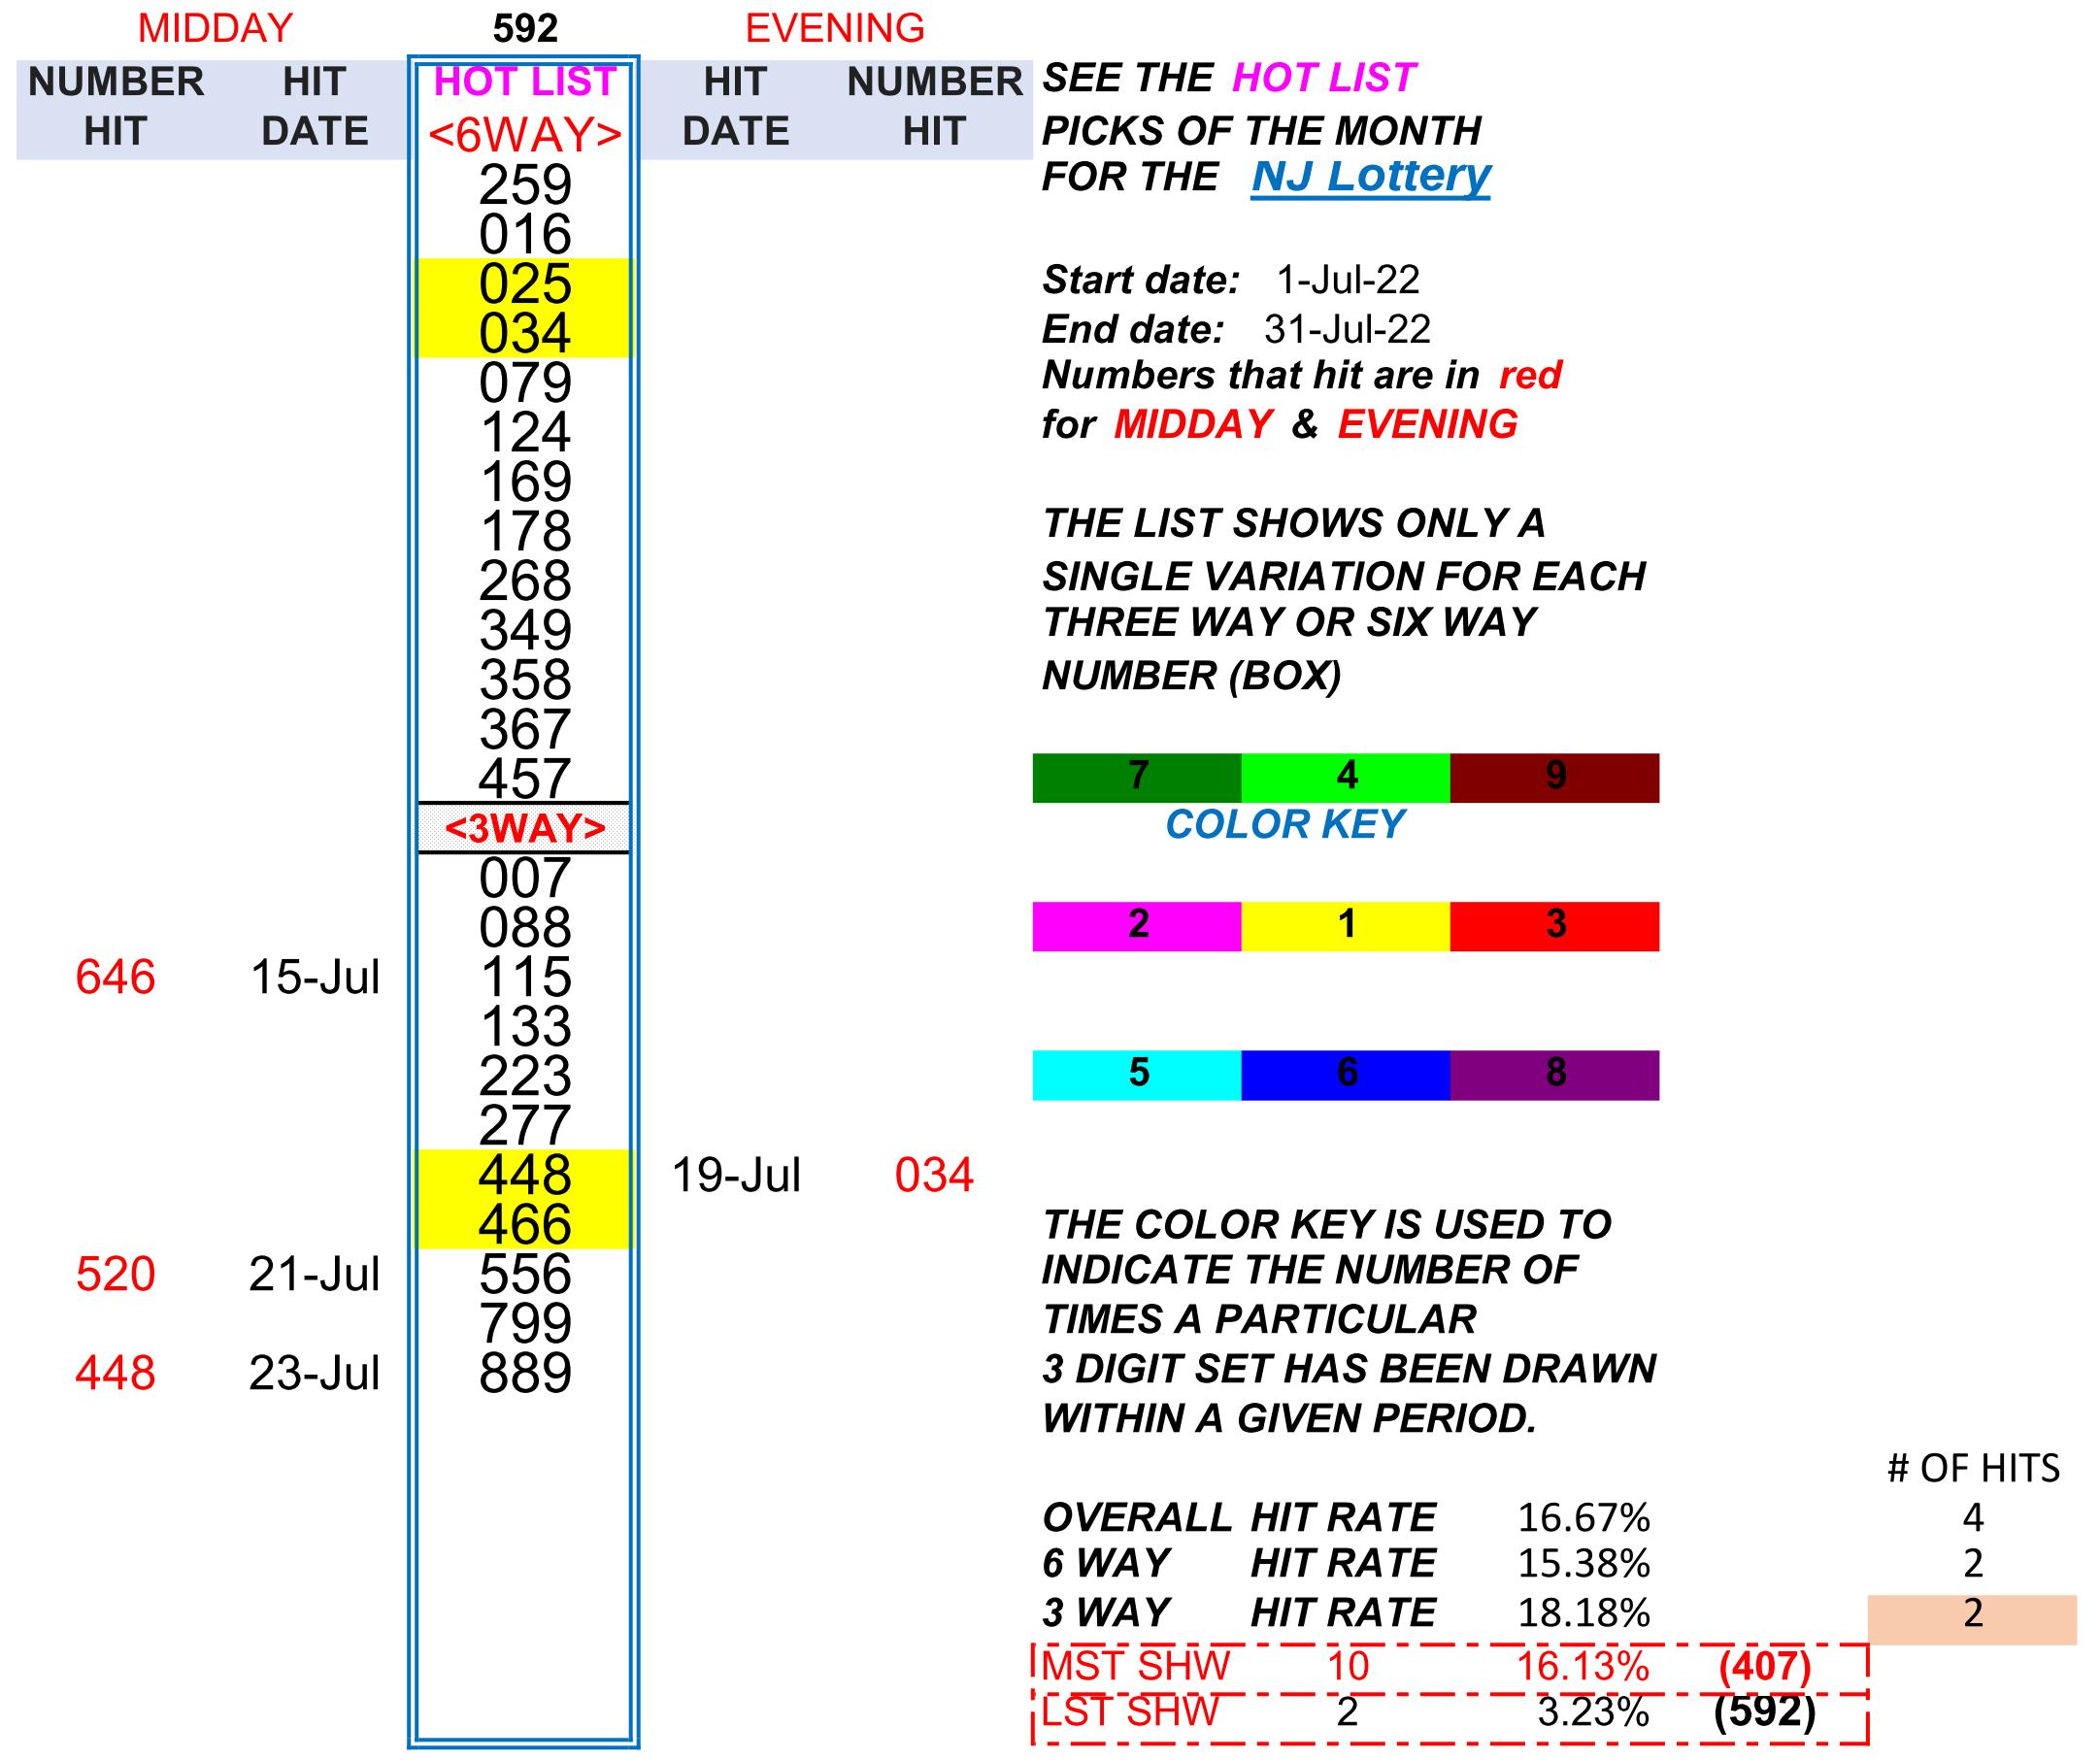 MIDDAY 592 EVENING
NUMBER HIT HOT LIST HIT NUMBER SEE THE HOT LIST
HIT DATE <6WAY> DATE HIT PICKS OF THE MONTH
259 FOR THE NJ Lottery
016
025 Start date: 1-Jul-22
034 End date: 31-Jul-22
079 Numbers that hit are in red
124 for MIDDAY & EVENING
169
178 THE LIST SHOWS ONLY A
268 SINGLE VARIATION FOR EACH
349 THREE WAY OR SIX WAY
358 NUMBER (BOX)
367
457 7 4 9
<3WAY> COLOR KEY
007
088 2 1 3
646 15-Jul 115
133
223 5 6 8
277
448 19-Jul 034
466 THE COLOR KEY IS USED TO
520 21-Jul 556 INDICATE THE NUMBER OF
799 TIMES A PARTICULAR
448 23-Jul 889 3 DIGIT SET HAS BEEN DRAWN
WITHIN A GIVEN PERIOD.
# OF HITS
OVERALL HIT RATE 16.67% 4
6 WAY HIT RATE 15.38% 2
3 WAY HIT RATE 18.18% 2
MST SHW 10 16.13% (407)
LST SHW 2 3.23% (592)